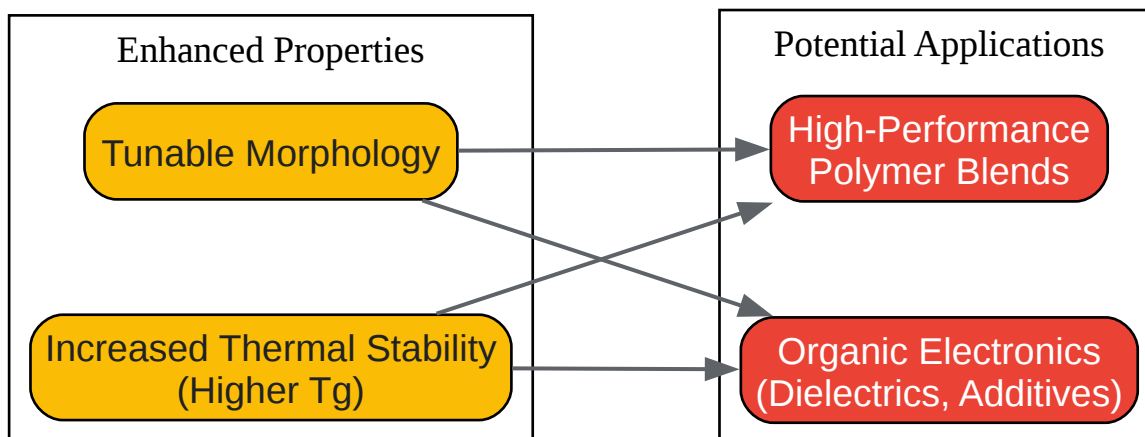 Enhanced Properties
Tunable Morphology
Increased Thermal Stability
(Higher Tg)
Potential Applications
High-Performance
Polymer Blends
Organic Electronics
(Dielectrics, Additives)